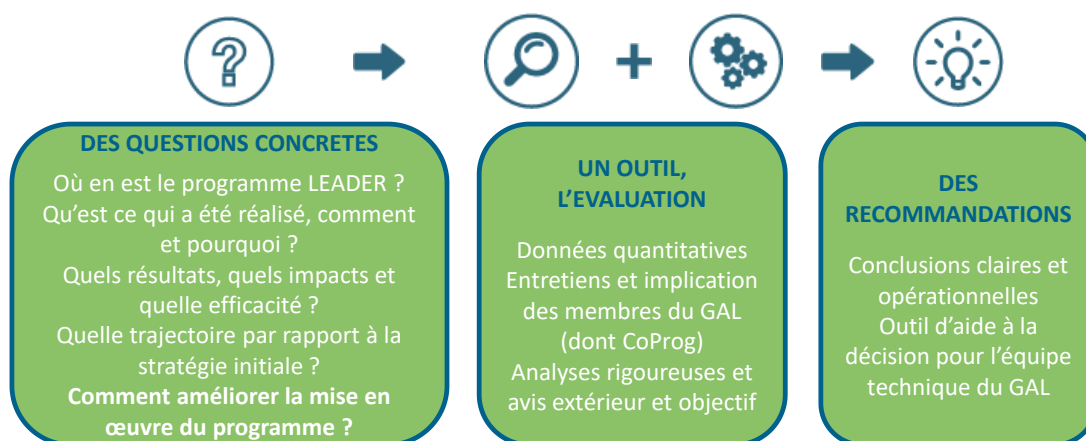 DES QUESTIONS CONCRETES
Où en est le programme LEADER ?
Qu'est ce qui a été réalisé, comment
et pourquoi ?
Quels résultats, quels impacts et
quelle efficacité ?
Quelle trajectoire par rapport à la
stratégie initiale ?
Comment améliorer la mise en
œuvre du programme ?
UN OUTIL,
L'EVALUATION
Données quantitatives
Entretiens et implication
des membres du GAL
(dont CoProg)
Analyses rigoureuses et
avis extérieur et objectif
DES
RECOMMANDATIONS
Conclusions claires et
opérationnelles
Outil d'aide à la
décision pour l'équipe
technique du GAL